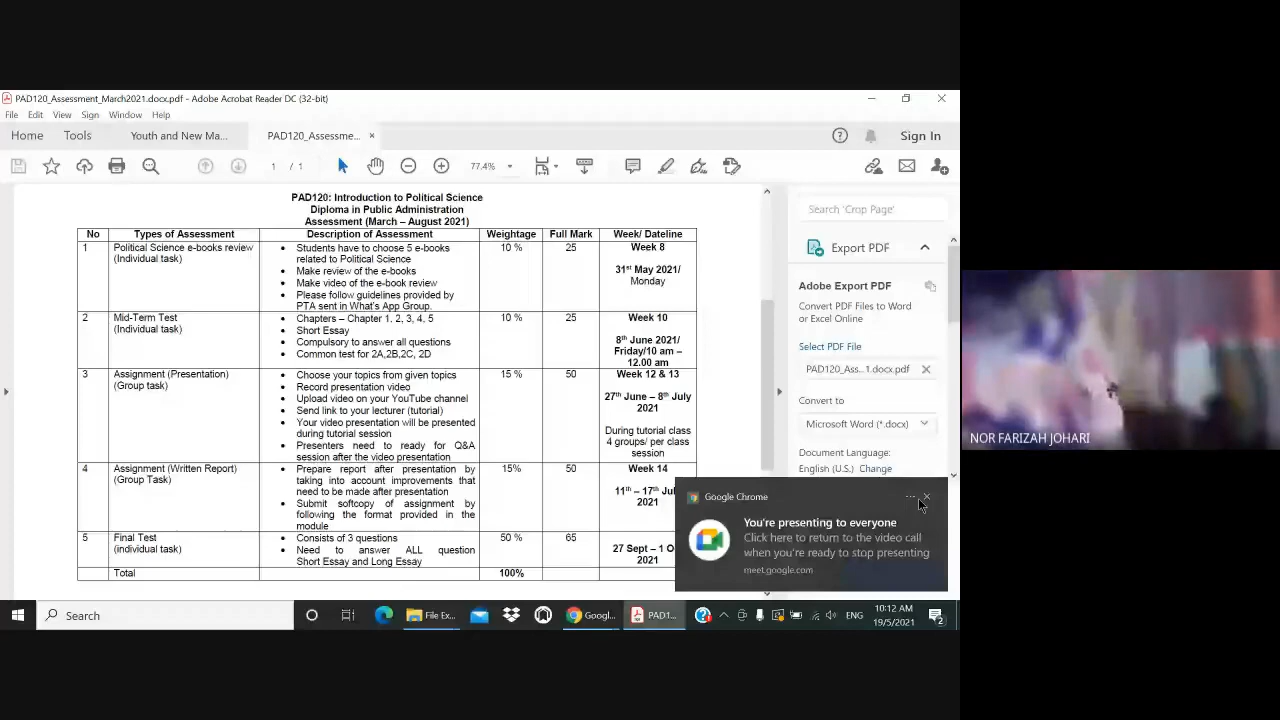 PAD120_Assessment_March2021.docx.pdf - Adobe Acrobat Reader DC (32-bit)
File Edit View Sign Window Help
Home Tools Youth and New Ma... PAD120_Assessme... × Sign In
1 / 1 77.4%
PAD120: Introduction to Political Science
Diploma in Public Administration
Assessment (March – August 2021)
No Types of Assessment Description of Assessment Weightage Full Mark Week/ Dateline
1 Political Science e-books review
(Individual task)
• Students have to choose 5 e-books
related to Political Science
• Make review of the e-books
• Make video of the e-book review
• Please follow guidelines provided by
PTA sent in What's App Group.
10 % 25 Week 8
31st May 2021/
Monday
2 Mid-Term Test
(Individual task)
• Chapters – Chapter 1, 2, 3, 4, 5
• Short Essay
• Compulsory to answer all questions
• Common test for 2A,2B,2C, 2D
10 % 25 Week 10
8th June 2021/
Friday/10 am –
12.00 am
3 Assignment (Presentation)
(Group task)
• Choose your topics from given topics
• Record presentation video
• Upload video on your YouTube channel
• Send link to your lecturer (tutorial)
• Your video presentation will be presented
during tutorial session
• Presenters need to ready for Q&A
session after the video presentation
15 % 50 Week 12 & 13
27th June – 8th July
2021
During tutorial class
4 groups/ per class
session
4 Assignment (Written Report)
(Group Task)
• Prepare report after presentation by
taking into account improvements that
need to be made after presentation
• Submit softcopy of assignment by
following the format provided in the
module
15% 50 Week 14
11th – 17th
2021
5 Final Test
(individual task)
• Consists of 3 questions
• Need to answer ALL question
Short Essay and Long Essay
50 % 65
27 Sept – 1
2021
Total 100%
Search 'Crop Page'
Export PDF
Adobe Export PDF
Convert PDF Files to Word
or Excel Online
Select PDF File
PAD120_Ass..1.docx.pdf ×
Convert to
Microsoft Word (*.docx)
Document Language:
English (U.S.) Change
Google Chrome
You're presenting to everyone
Click here to return to the video call
when you're ready to stop presenting
meet.google.com
NOR FARIZAH JOHARI
Search File Ex... Googl... PAD1... ENG 10:12 AM
19/5/2021
2